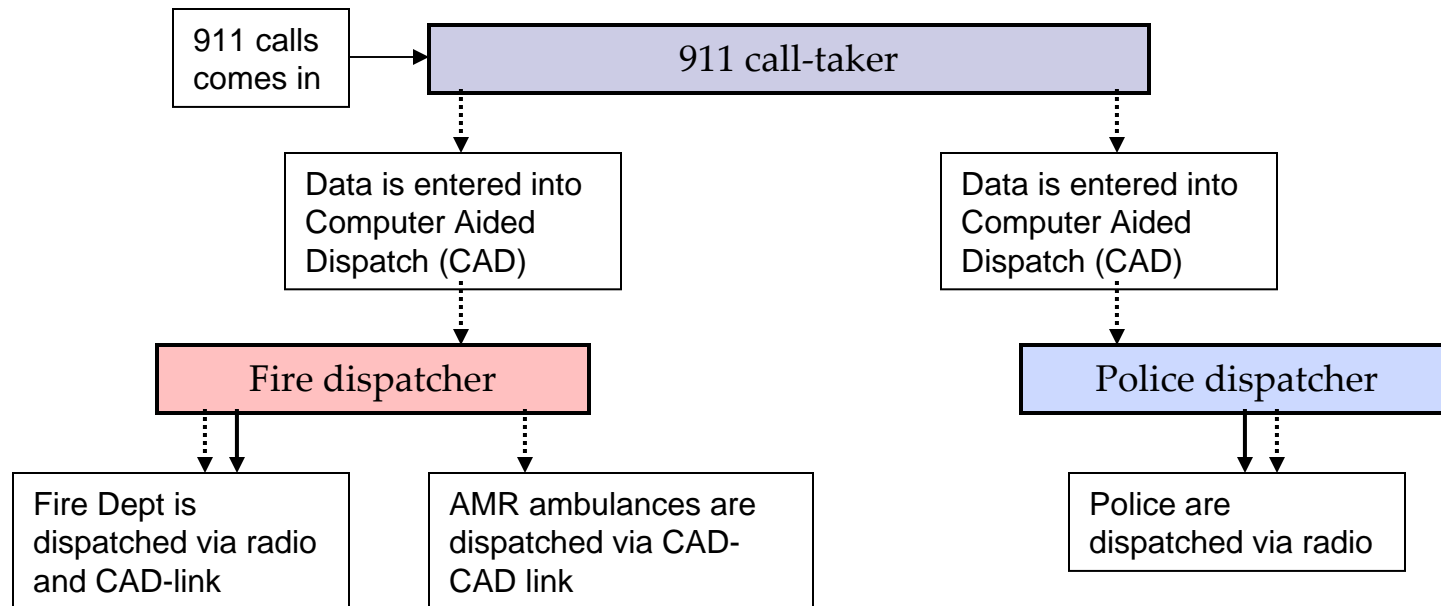 911 calls
comes in
911 call-taker
Data is entered into
Computer Aided
Dispatch (CAD)
Data is entered into
Computer Aided
Dispatch (CAD)
Fire dispatcher
Police dispatcher
Fire Dept is
dispatched via radio
and CAD-link
AMR ambulances are
dispatched via CAD-
CAD link
Police are
dispatched via radio